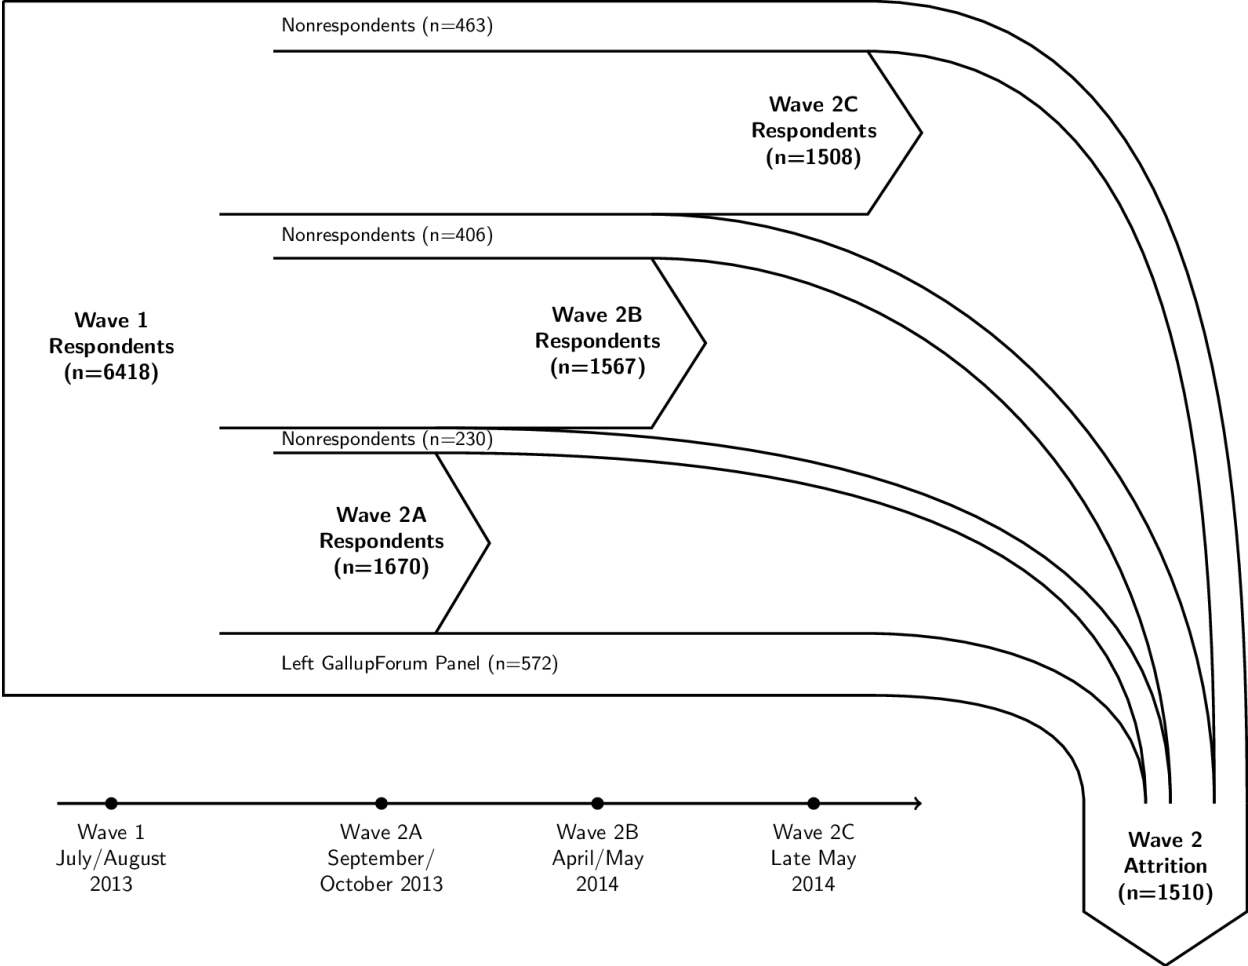 Nonrespondents (n=463)
Wave 2C
Respondents
(n=1508)
Nonrespondents (n=406)
Wave 1
Respondents
(n=6418)
Wave 2B
Respondents
(n=1567)
Nonrespondents (n=230)
Wave 2A
Respondents
(n=1670)
Left GallupForum Panel (n=572)
Wave 1
July/August
2013
Wave 2A
September/
October 2013
Wave 2B
April/May
2014
Wave 2C
Late May
2014
Wave 2
Attrition
(n=1510)